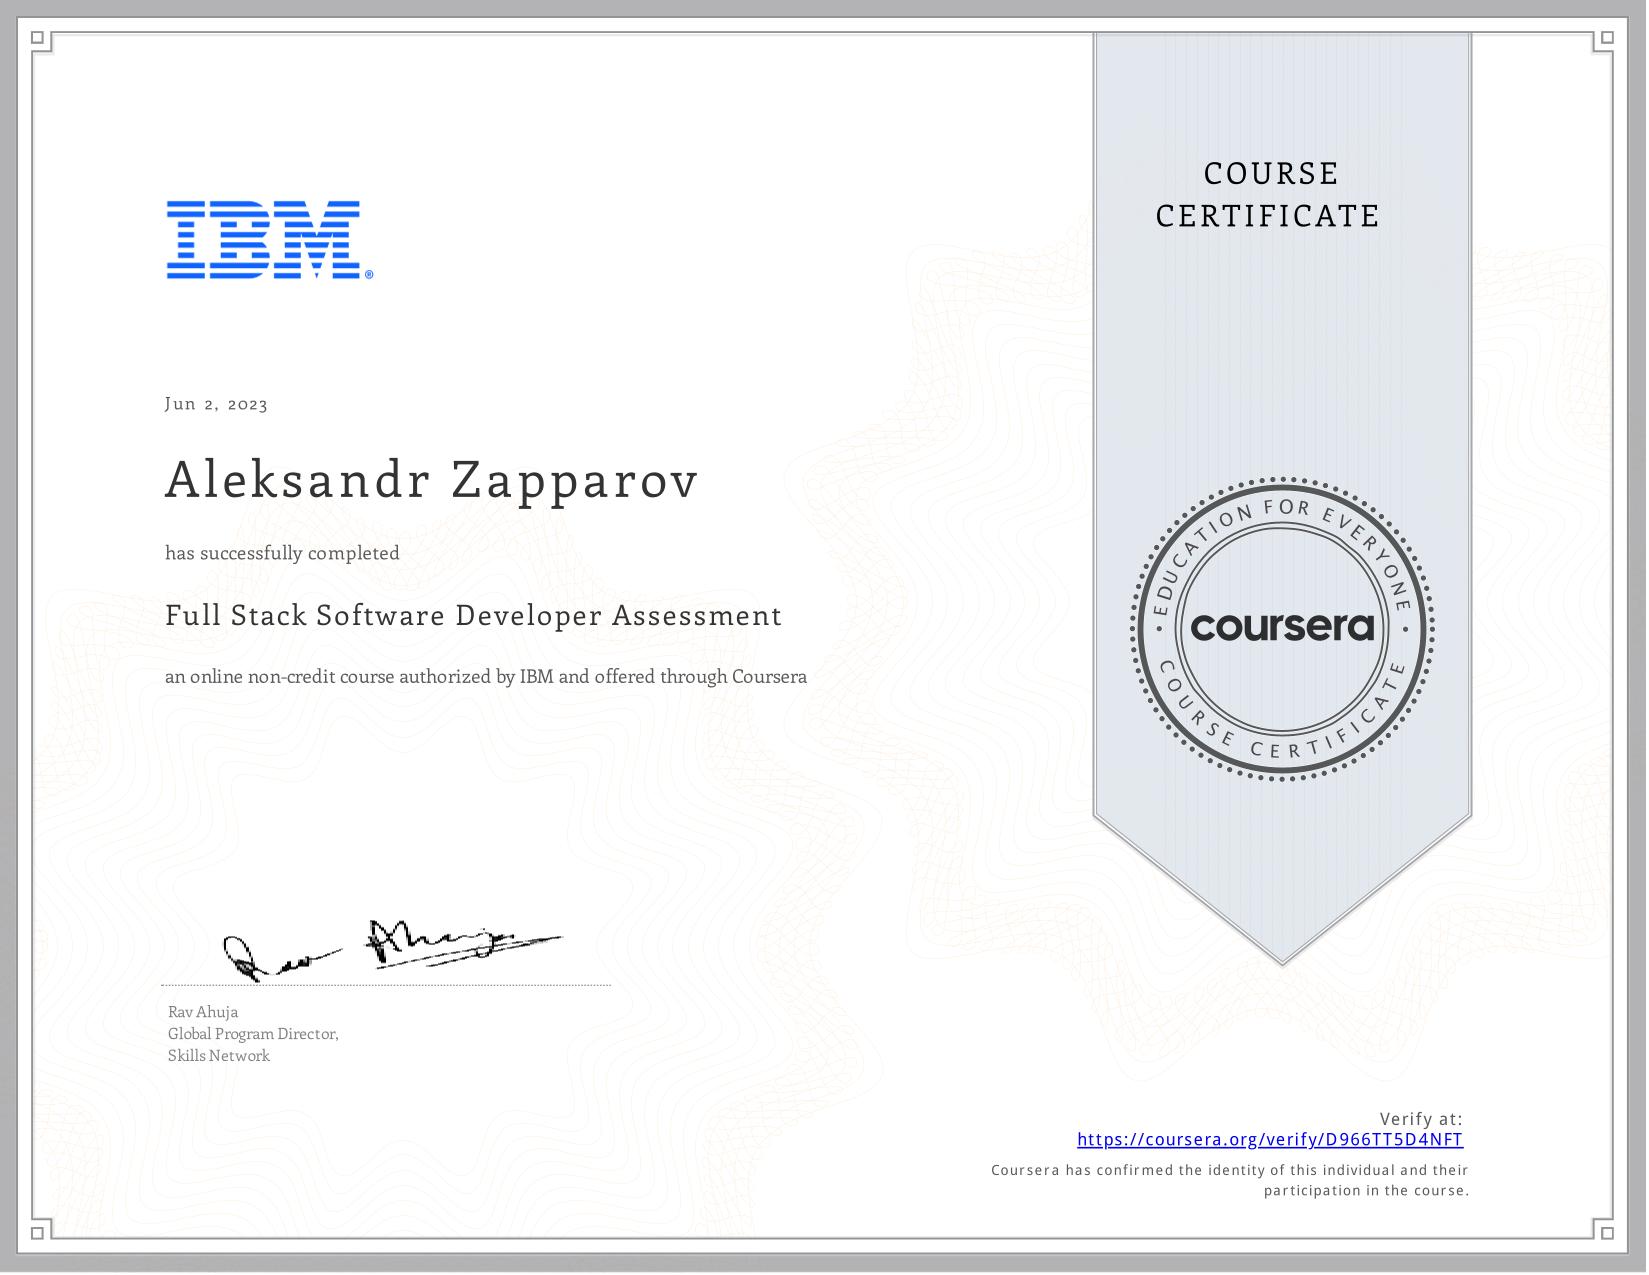 COURSE
CERTIFICATE
IBM®
Jun 2, 2023
Aleksandr Zapparov
has successfully completed
Full Stack Software Developer Assessment
an online non-credit course authorized by IBM and offered through Coursera
EDUCATION FOR EVERYONE
coursera
COURSE CERTIFICATE
Rav Ahuja
Global Program Director,
Skills Network
Verify at:
https://coursera.org/verify/D966TT5D4NFT
Coursera has confirmed the identity of this individual and their
participation in the course.